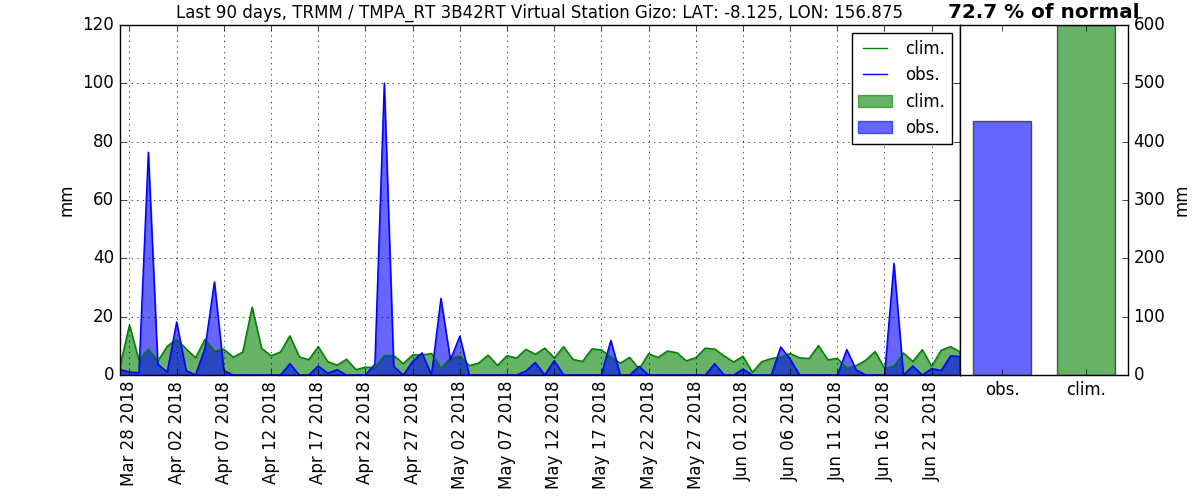 Last 90 days, TRMM / TMPA_RT 3B42RT Virtual Station Gizo: LAT: -8.125, LON: 156.875
72.7 % of normal
120
100
80
60
40
20
0
mm
clim.
obs.
clim.
obs.
600
500
400
300
200
100
0
mm
obs.
clim.
Mar 28 2018
Apr 02 2018
Apr 07 2018
Apr 12 2018
Apr 17 2018
Apr 22 2018
Apr 27 2018
May 02 2018
May 07 2018
May 12 2018
May 17 2018
May 22 2018
May 27 2018
Jun 01 2018
Jun 06 2018
Jun 11 2018
Jun 16 2018
Jun 21 2018